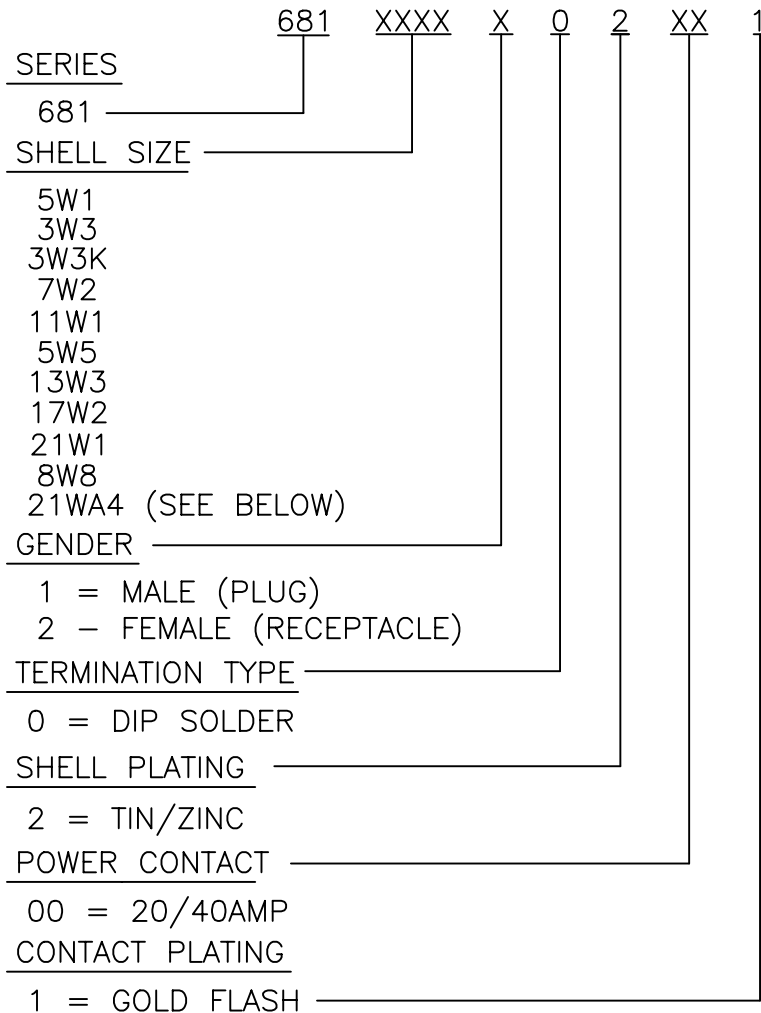 681 XXXX X 0 2 XX 1
SERIES
681
SHELL SIZE
5W1
3W3
3W3K
7W2
11W1
5W5
13W3
17W2
21W1
8W8
21WA4 (SEE BELOW)
GENDER
1 = MALE (PLUG)
2 - FEMALE (RECEPTACLE)
TERMINATION TYPE
0 = DIP SOLDER
SHELL PLATING
2 = TIN/ZINC
POWER CONTACT
00 = 20/40AMP
CONTACT PLATING
1 = GOLD FLASH